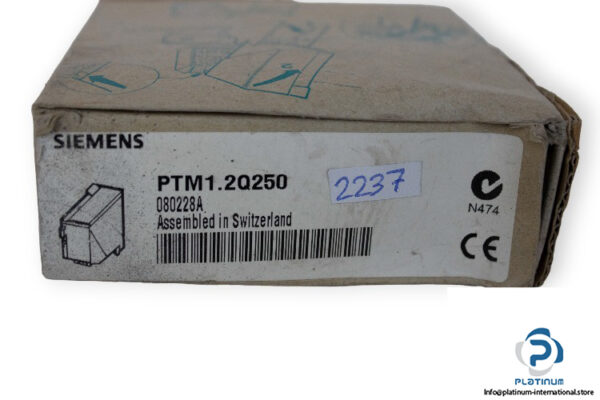 SIEMENS
PTM1.2Q250
2237
080228A
Assembled in Switzerland
N474
CE
PLATINUM
Info@platinum-international.store